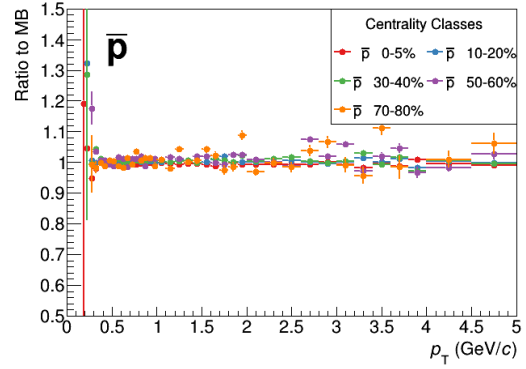 Ratio to MB
1.5
1.4
1.3
1.2
1.1
1
0.9
0.8
0.7
0.6
0.5
p̅
Centrality Classes
p̅ 0-5% p̅ 10-20%
p̅ 30-40% p̅ 50-60%
p̅ 70-80%
0 0.5 1 1.5 2 2.5 3 3.5 4 4.5 5
p_T (GeV/c)